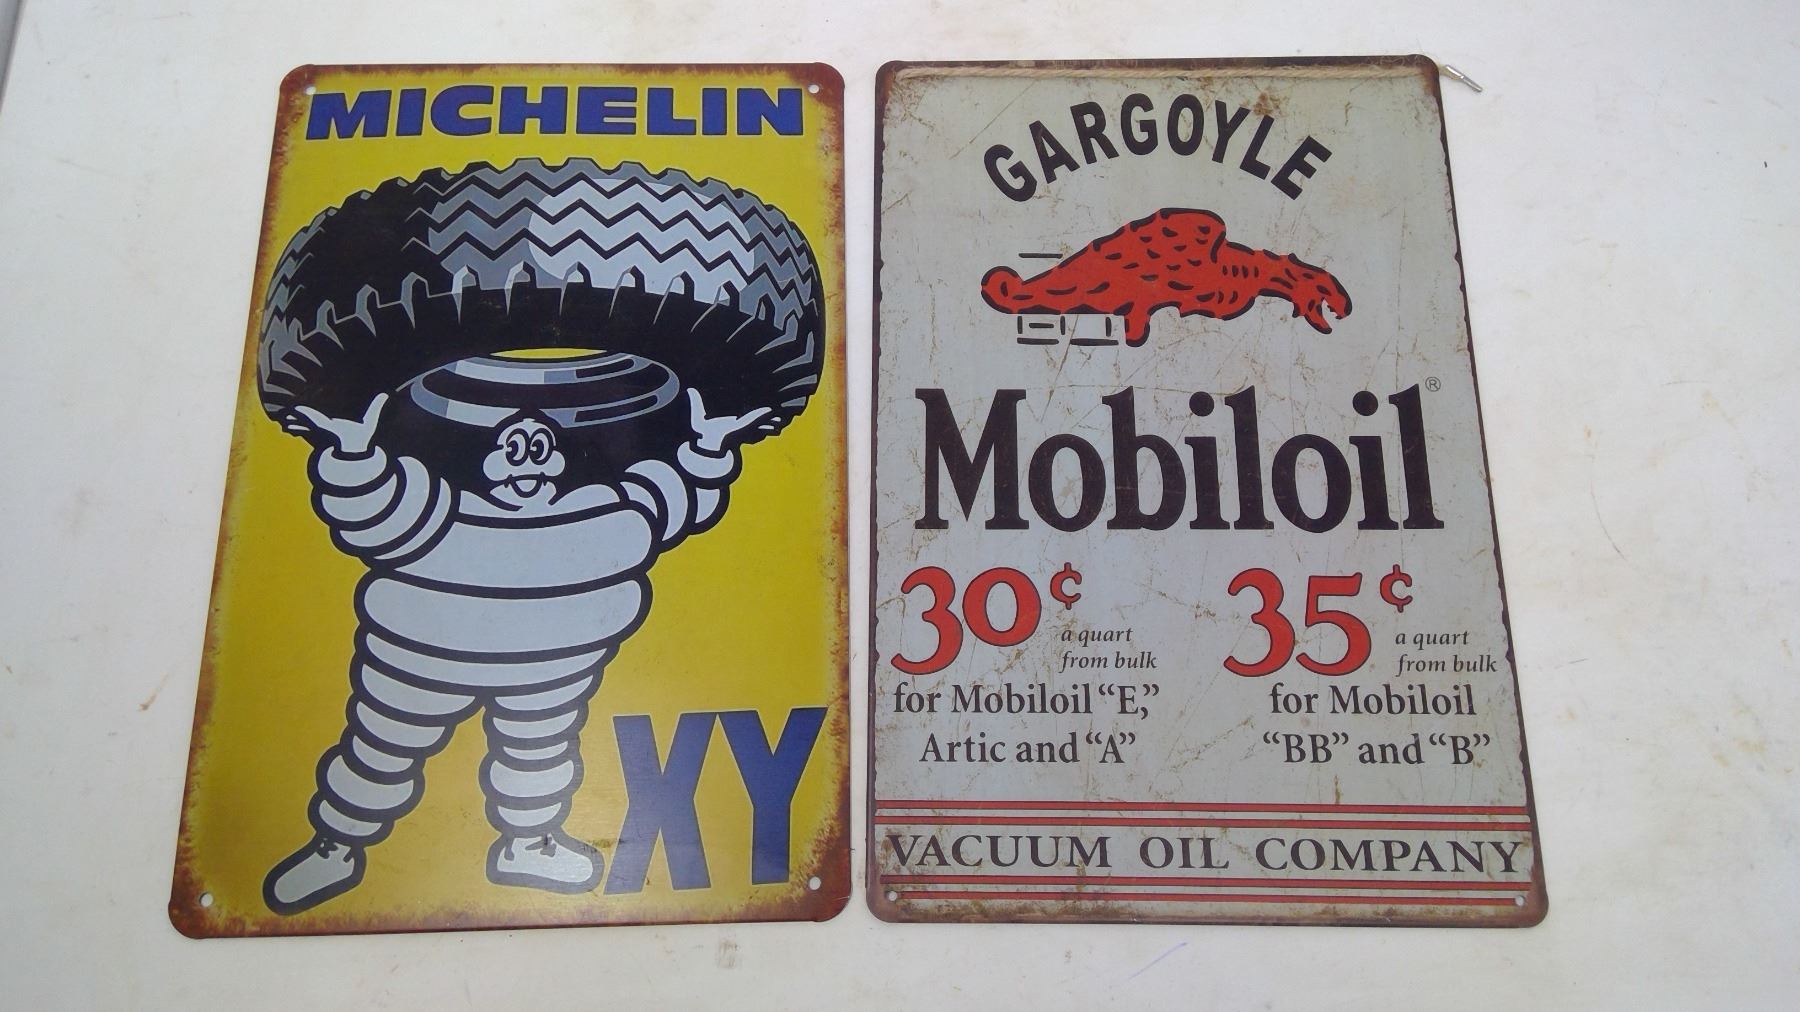 MICHELIN
XY
GARGOYLE
Mobiloil®
30¢ a quart
from bulk
for Mobiloil “E,”
Artic and “A”
35¢ a quart
from bulk
for Mobiloil
“BB” and “B”
VACUUM OIL COMPANY